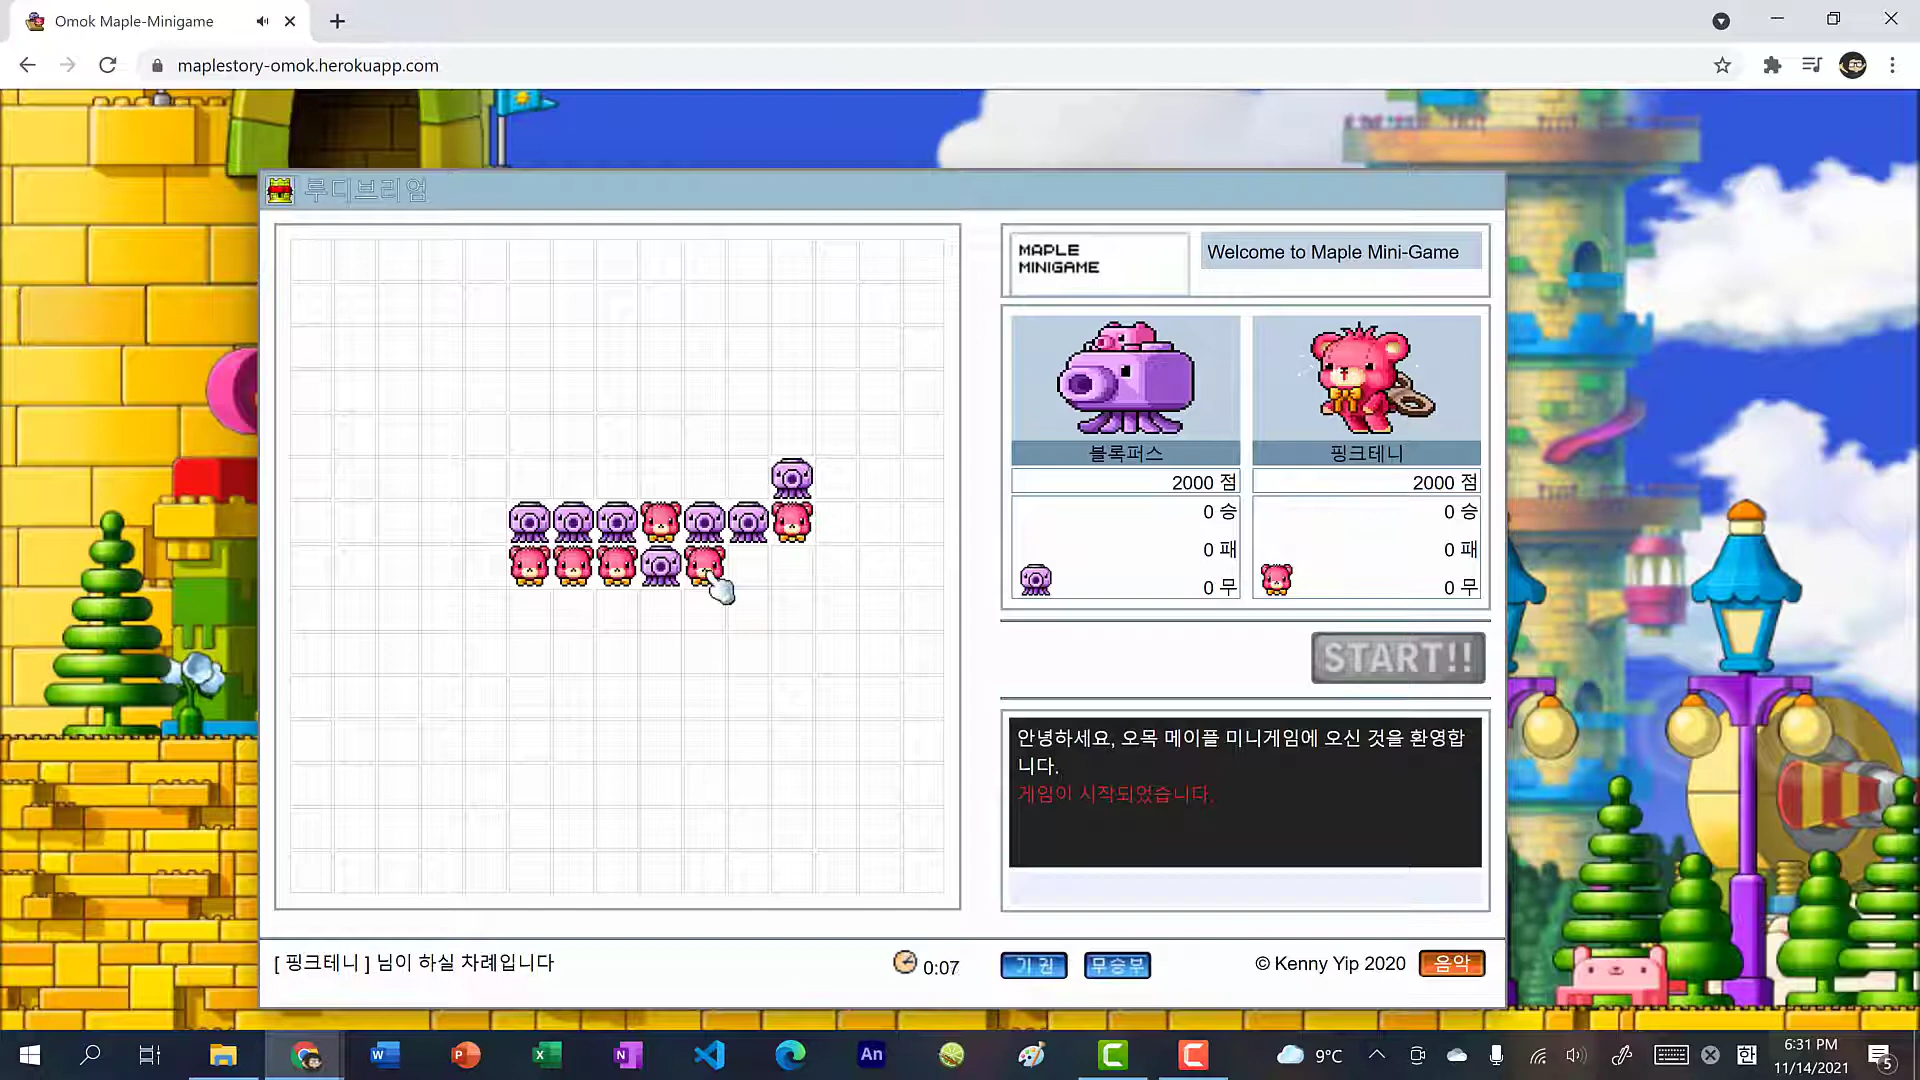 Omok Maple-Minigame
maplestory-omok.herokuapp.com
루디브리엄
MAPLE
MINIGAME
Welcome to Maple Mini-Game
블록퍼스
핑크테니
2000 점
2000 점
0 승
0 승
0 패
0 패
0 무
0 무
START!!
안녕하세요, 오목 메이플 미니게임에 오신 것을 환영합
니다.
게임이 시작되었습니다.
[ 핑크테니 ] 님이 하실 차례입니다
0:07
기 권
무승부
© Kenny Yip 2020
음악
W
P
X
N
An
C
C
9°C
한
6:31 PM
11/14/2021
5